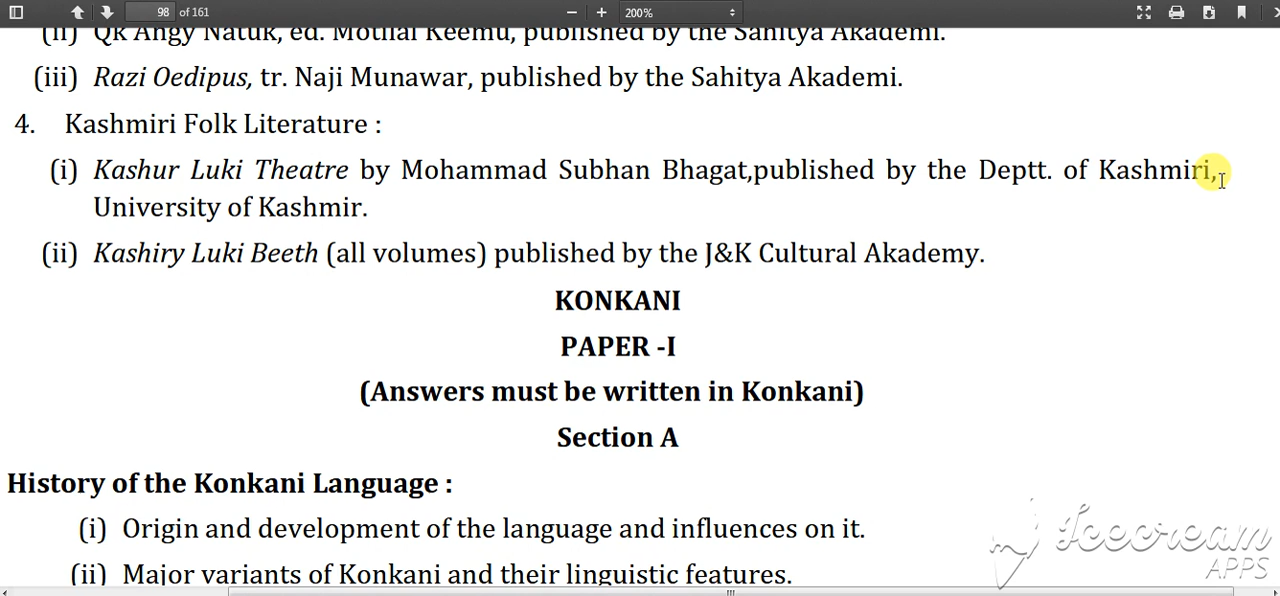 98 of 161
200%
(ii) Qk Angy Natuk, ed. Motilal Keemu, published by the Sahitya Akademi.
(iii) Razi Oedipus, tr. Naji Munawar, published by the Sahitya Akademi.
4. Kashmiri Folk Literature :
(i) Kashur Luki Theatre by Mohammad Subhan Bhagat,published by the Deptt. of Kashmiri,
University of Kashmir.
(ii) Kashiry Luki Beeth (all volumes) published by the J&K Cultural Akademy.
KONKANI
PAPER -I
(Answers must be written in Konkani)
Section A
History of the Konkani Language :
(i) Origin and development of the language and influences on it.
(ii) Major variants of Konkani and their linguistic features.
Icecream
APPS